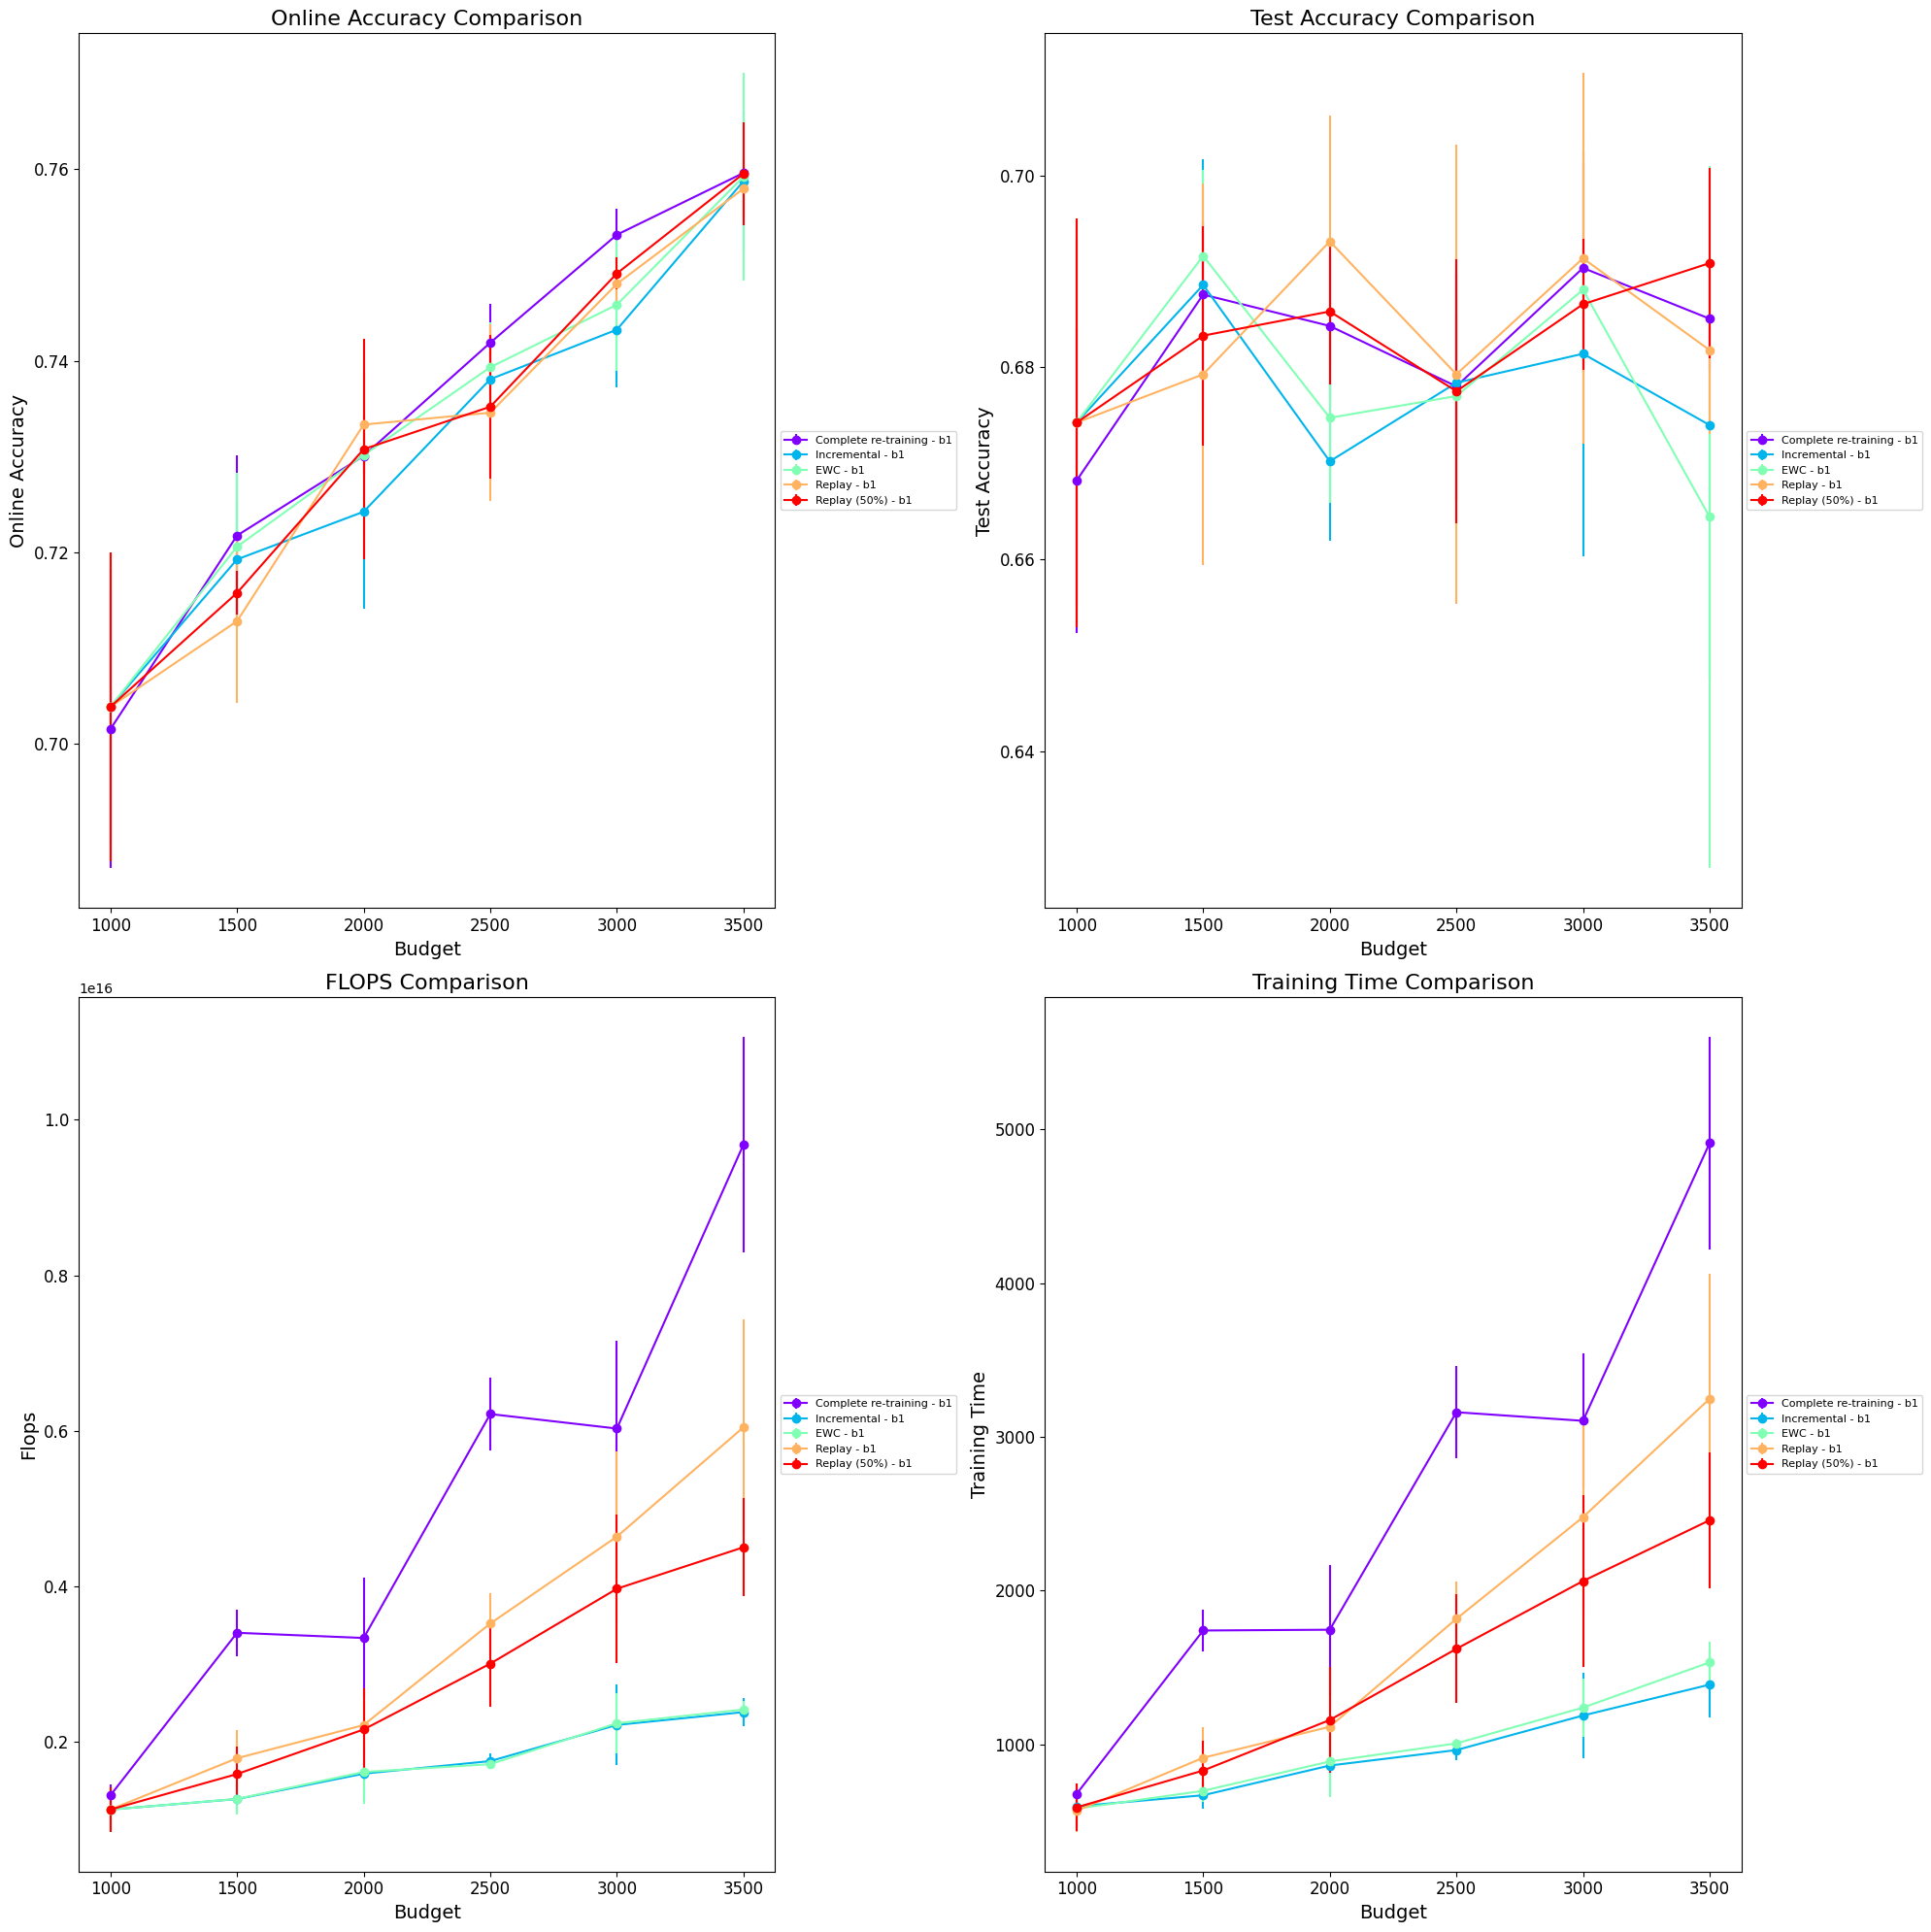 Online Accuracy Comparison
Online Accuracy
0.76
0.74
0.72
0.70
1000 1500 2000 2500 3000 3500
Budget
Complete re-training - b1
Incremental - b1
EWC - b1
Replay - b1
Replay (50%) - b1
Test Accuracy Comparison
Test Accuracy
0.70
0.68
0.66
0.64
1000 1500 2000 2500 3000 3500
Budget
Complete re-training - b1
Incremental - b1
EWC - b1
Replay - b1
Replay (50%) - b1
FLOPS Comparison
1e16
Flops
1.0
0.8
0.6
0.4
0.2
1000 1500 2000 2500 3000 3500
Budget
Complete re-training - b1
Incremental - b1
EWC - b1
Replay - b1
Replay (50%) - b1
Training Time Comparison
Training Time
5000
4000
3000
2000
1000
1000 1500 2000 2500 3000 3500
Budget
Complete re-training - b1
Incremental - b1
EWC - b1
Replay - b1
Replay (50%) - b1